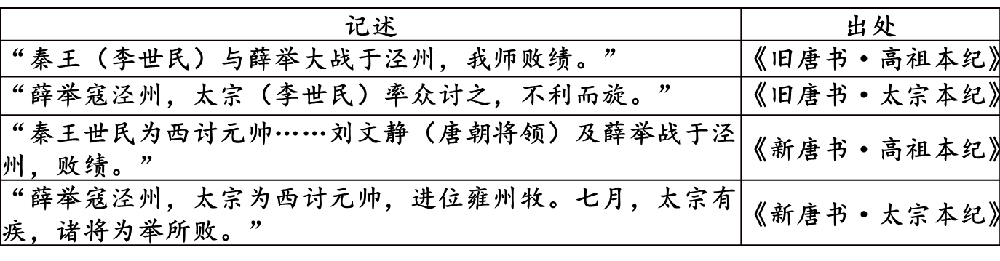 记述 出处
“秦王（李世民）与薛举大战于泾州，我师败绩。” 《旧唐书·高祖本纪》
“薛举寇泾州，太宗（李世民）率众讨之，不利而旋。” 《旧唐书·太宗本纪》
“秦王世民为西讨元帅……刘文静（唐朝将领）及薛举战于泾
州，败绩。” 《新唐书·高祖本纪》
“薛举寇泾州，太宗为西讨元帅，进位雍州牧。七月，太宗有
疾，诸将为举所败。” 《新唐书·太宗本纪》